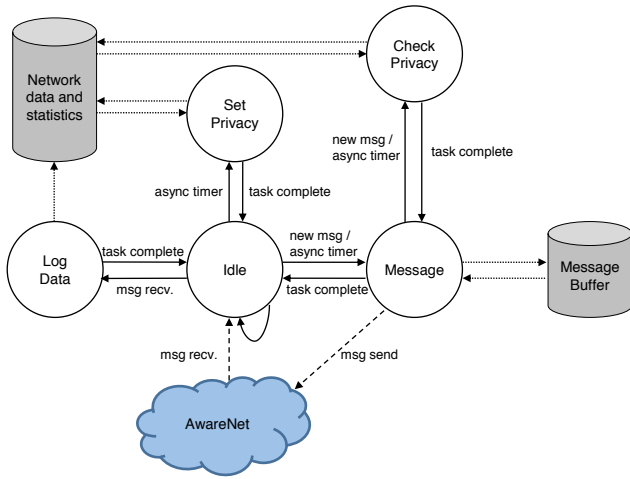 Check
Privacy
Network
data and
statistics
Set
Privacy
new msg /
async timer
task complete
async timer
task complete
Log
Data
task complete
msg recv.
Idle
new msg /
async timer
task complete
Message
Message
Buffer
msg recv.
msg send
AwareNet